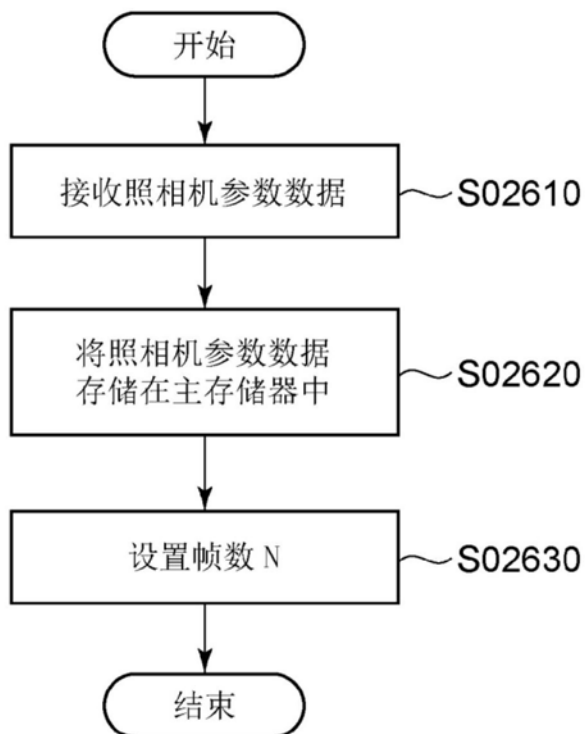 开始
接收照相机参数数据
S02610
将照相机参数数据
存储在主存储器中
S02620
设置帧数 N
S02630
结束